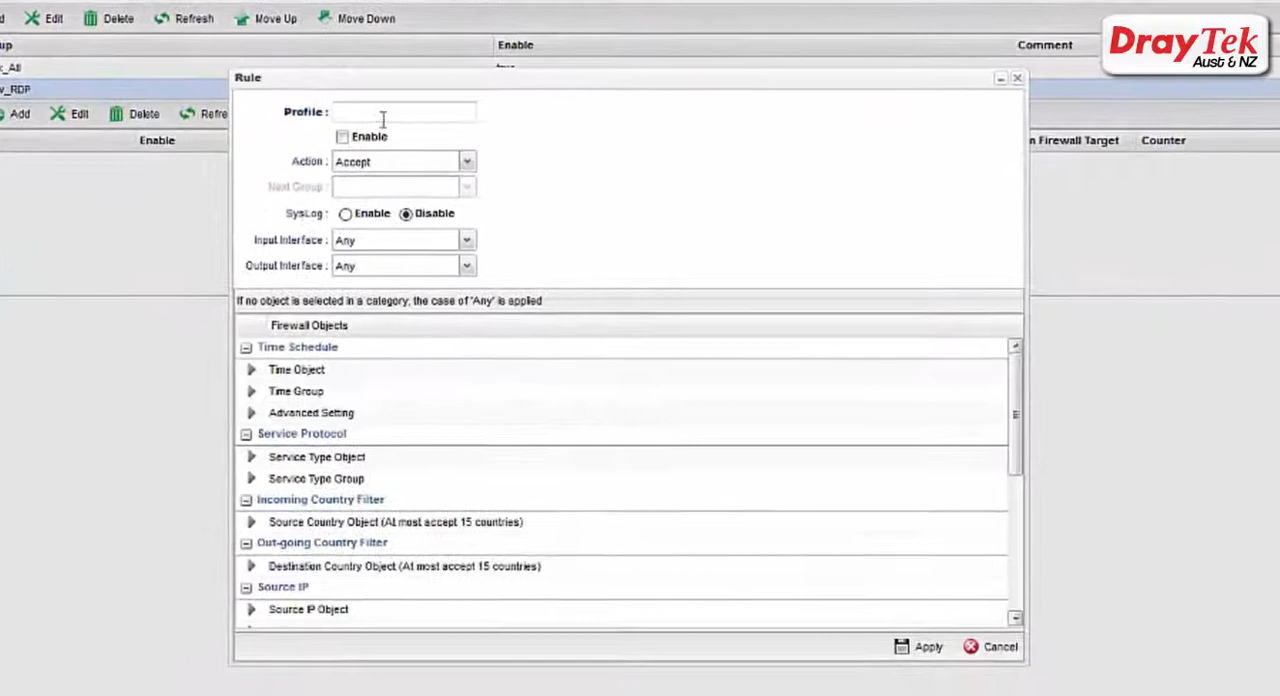 Edit Delete Refresh Move Up Move Down
DrayTek
Aust & NZ
Enable Comment
Rule
Add Edit Delete
Enable
Firewall Target Counter
Profile :
Enable
Action : Accept
Next Group :
SysLog : Enable Disable
Input Interface : Any
Output Interface : Any
If no object is selected in a category, the case of 'Any' is applied
Firewall Objects
Time Schedule
Time Object
Time Group
Advanced Setting
Service Protocol
Service Type Object
Service Type Group
Incoming Country Filter
Source Country Object (At most accept 15 countries)
Out-going Country Filter
Destination Country Object (At most accept 15 countries)
Source IP
Source IP Object
Apply Cancel